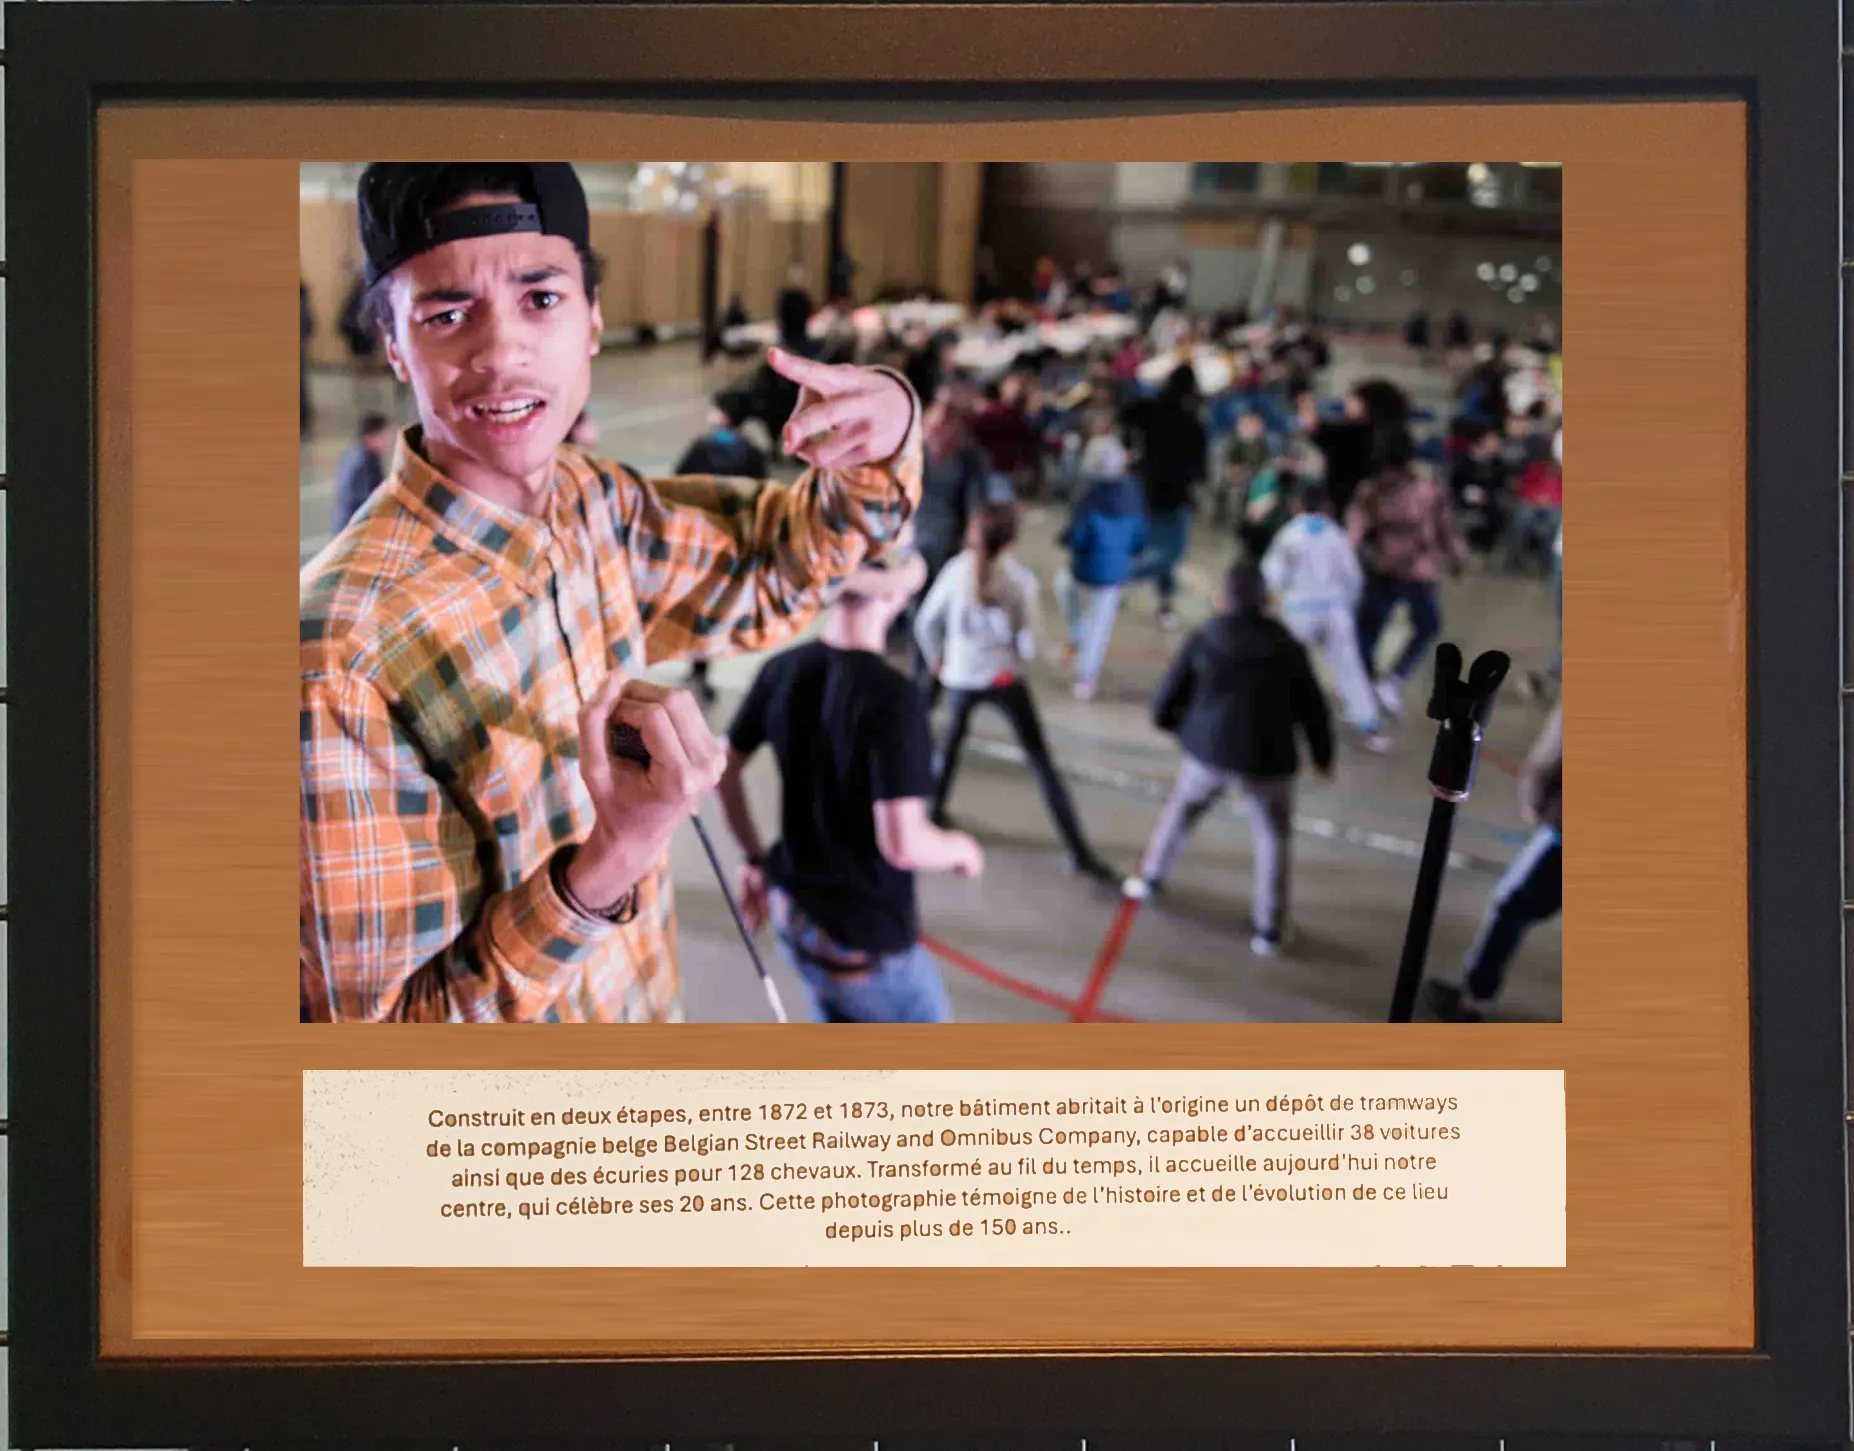 Construit en deux étapes, entre 1872 et 1873, notre bâtiment abritait à l'origine un dépôt de tramways
de la compagnie belge Belgian Street Railway and Omnibus Company, capable d'accueillir 38 voitures
ainsi que des écuries pour 128 chevaux. Transformé au fil du temps, il accueille aujourd'hui notre
centre, qui célèbre ses 20 ans. Cette photographie témoigne de l'histoire et de l'évolution de ce lieu
depuis plus de 150 ans..